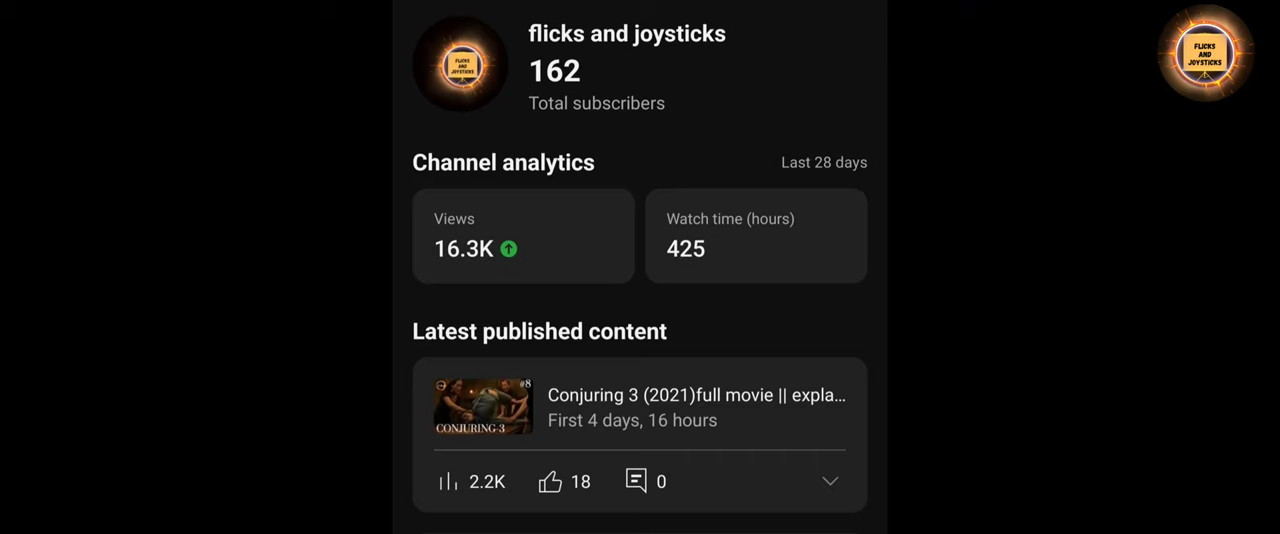 flicks and joysticks
162
Total subscribers
FLICKS
AND
JOYSTICKS
FLICKS
AND
JOYSTICKS
Channel analytics
Last 28 days
Views
16.3K
Watch time (hours)
425
Latest published content
#8
CONJURING-3
Conjuring 3 (2021)full movie || expla...
First 4 days, 16 hours
2.2K
18
0